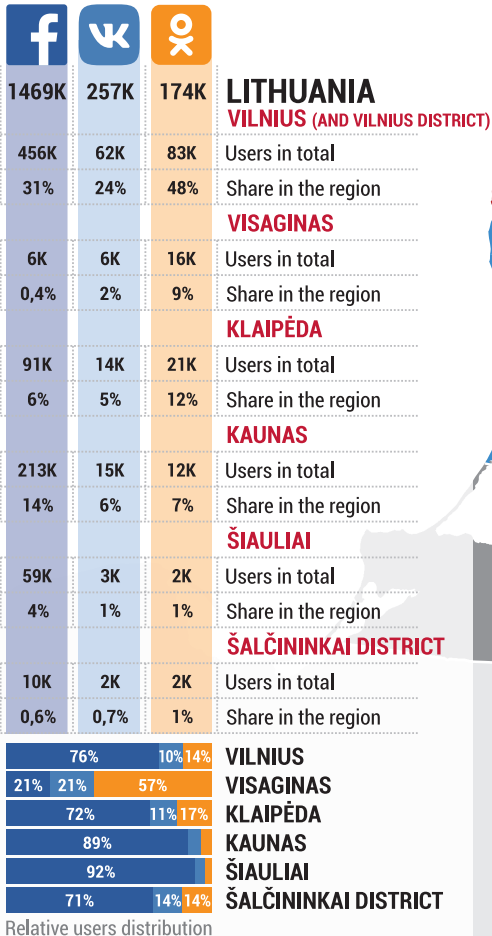 f VK
1469K 257K 174K LITHUANIA
VILNIUS (AND VILNIUS DISTRICT)
456K 62K 83K Users in total
31% 24% 48% Share in the region
VISAGINAS
6K 6K 16K Users in total
0,4% 2% 9% Share in the region
KLAIPĖDA
91K 14K 21K Users in total
6% 5% 12% Share in the region
KAUNAS
213K 15K 12K Users in total
14% 6% 7% Share in the region
ŠIAULIAI
59K 3K 2K Users in total
4% 1% 1% Share in the region
ŠALČININKAI DISTRICT
10K 2K 2K Users in total
0,6% 0,7% 1% Share in the region
76% 10% 14% VILNIUS
21% 21% 57% VISAGINAS
72% 11% 17% KLAIPĖDA
89% KAUNAS
92% ŠIAULIAI
71% 14% 14% ŠALČININKAI DISTRICT
Relative users distribution